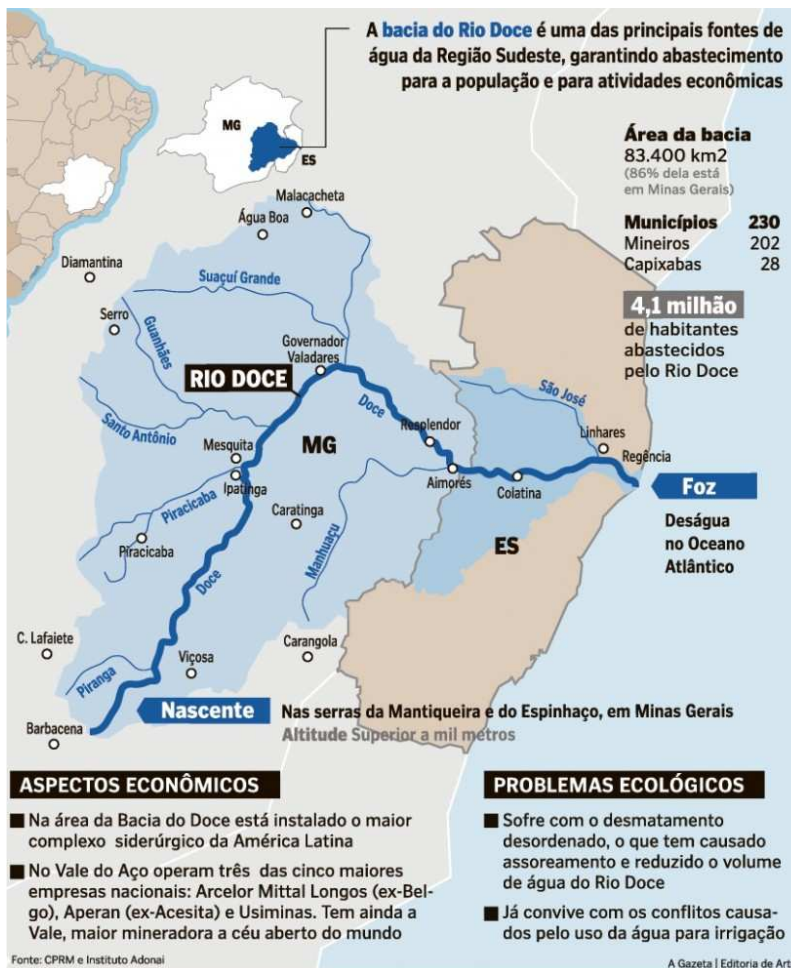 A bacia do Rio Doce é uma das principais fontes de
água da Região Sudeste, garantindo abastecimento
para a população e para atividades econômicas
MG
ES
Área da bacia
83.400 km2
(86% dela está
em Minas Gerais)
Municípios 230
Mineiros 202
Capixabas 28
4,1 milhão
de habitantes
abastecidos
pelo Rio Doce
Malacacheta
Água Boa
Diamantina
Suaçuí Grande
Serro
Guanhães
Governador
Valadares
RIO DOCE
Doce
São José
Santo Antônio
Resplendor
Linhares
Mesquita
MG
Regência
Ipatinga
Aimorés
Colatina
Foz
Piracicaba
Caratinga
Deságua
no Oceano
Atlântico
Piracicaba
Manhuaçu
ES
Doce
C. Lafaiete
Carangola
Viçosa
Piranga
Nascente
Nas serras da Mantiqueira e do Espinhaço, em Minas Gerais
Altitude Superior a mil metros
Barbacena
ASPECTOS ECONÔMICOS
■ Na área da Bacia do Doce está instalado o maior
complexo siderúrgico da América Latina
■ No Vale do Aço operam três das cinco maiores
empresas nacionais: Arcelor Mittal Longos (ex-Bel-
go), Aperan (ex-Acesita) e Usiminas. Tem ainda a
Vale, maior mineradora a céu aberto do mundo
PROBLEMAS ECOLÓGICOS
■ Sofre com o desmatamento
desordenado, o que tem causado
assoreamento e reduzido o volume
de água do Rio Doce
■ Já convive com os conflitos causa-
dos pelo uso da água para irrigação
Fonte: CPRM e Instituto Adonai
A Gazeta | Editoria de Art